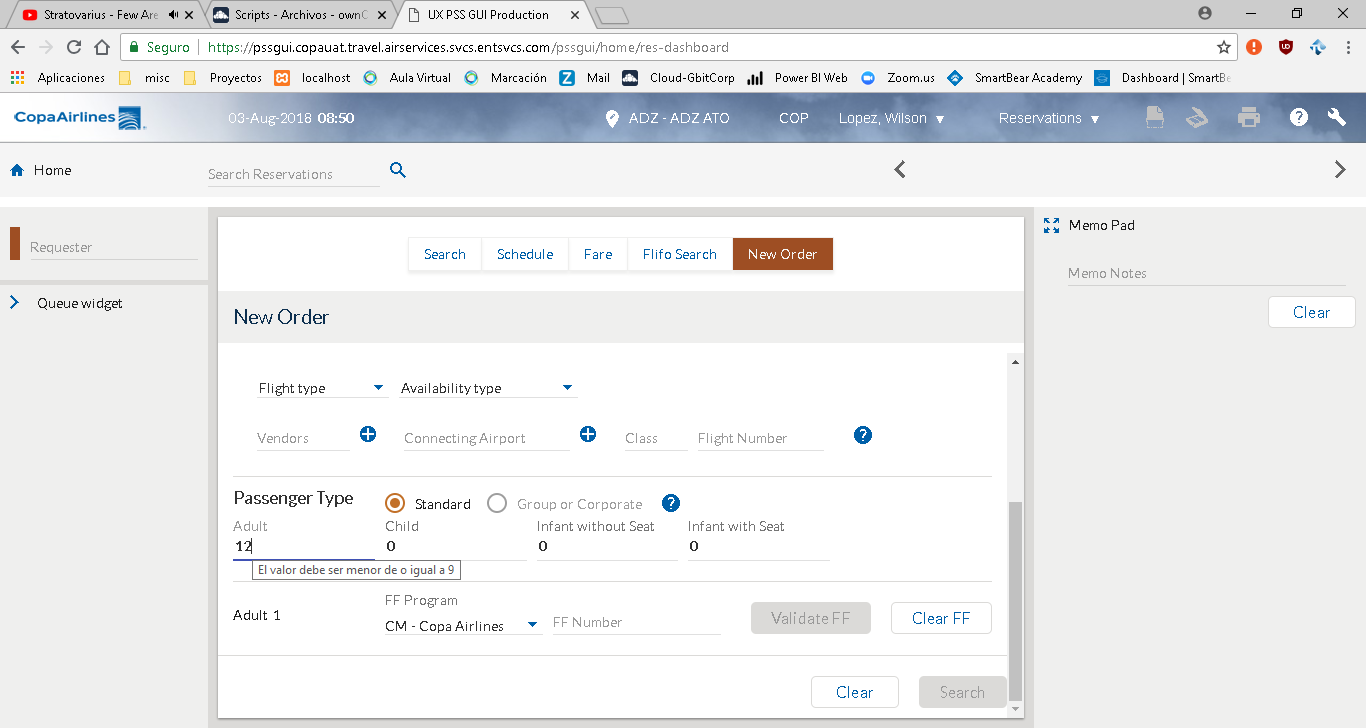 Stratovarius - Few Are
Scripts - Archivos - ownC
UX PSS GUI Production
Seguro
https://pssgui.copauat.travel.airservices.svcs.entsvcs.com/pssgui/home/res-dashboard
Aplicaciones misc Proyectos localhost Aula Virtual Marcación Mail Cloud-GbitCorp Power BI Web Zoom.us SmartBear Academy Dashboard | SmartBe
CopaAirlines 03-Aug-2018 08:50 ADZ - ADZ ATO COP Lopez, Wilson Reservations
Home Search Reservations
Requester
Queue widget
Search Schedule Fare Flifo Search New Order
New Order
Flight type Availability type
Vendors Connecting Airport Class Flight Number
Passenger Type Standard Group or Corporate
Adult Child Infant without Seat Infant with Seat
12 0 0 0
El valor debe ser menor de o igual a 9
Adult 1 FF Program
CM - Copa Airlines FF Number Validate FF Clear FF
Clear Search
Memo Pad
Memo Notes
Clear